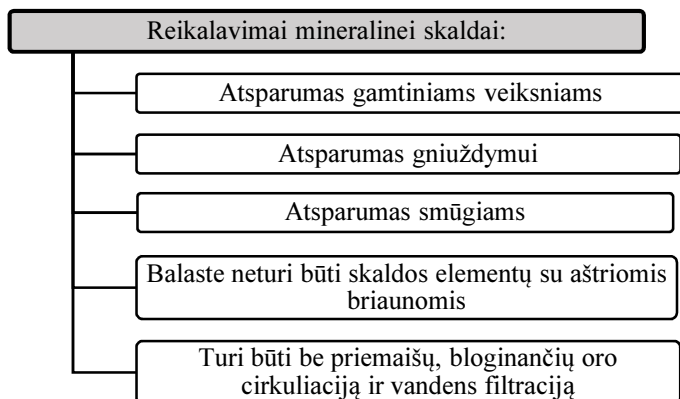 Reikalavimai mineralinei skaldai:
Atsparumas gamtiniams veiksniams
Atsparumas gniuždymui
Atsparumas smūgiams
Balaste neturi būti skaldos elementų su aštriomis
briaunomis
Turi būti be priemaišų, bloginančių oro
cirkuliaciją ir vandens filtraciją